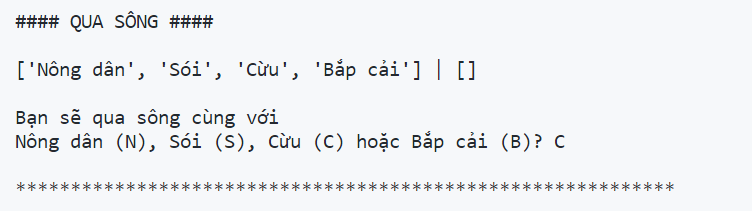 #### QUA SÔNG ####
['Nông dân', 'Sói', 'Cừu', 'Bắp cải'] | []
Bạn sẽ qua sông cùng với
Nông dân (N), Sói (S), Cừu (C) hoặc Bắp cải (B)? C
************************************************************